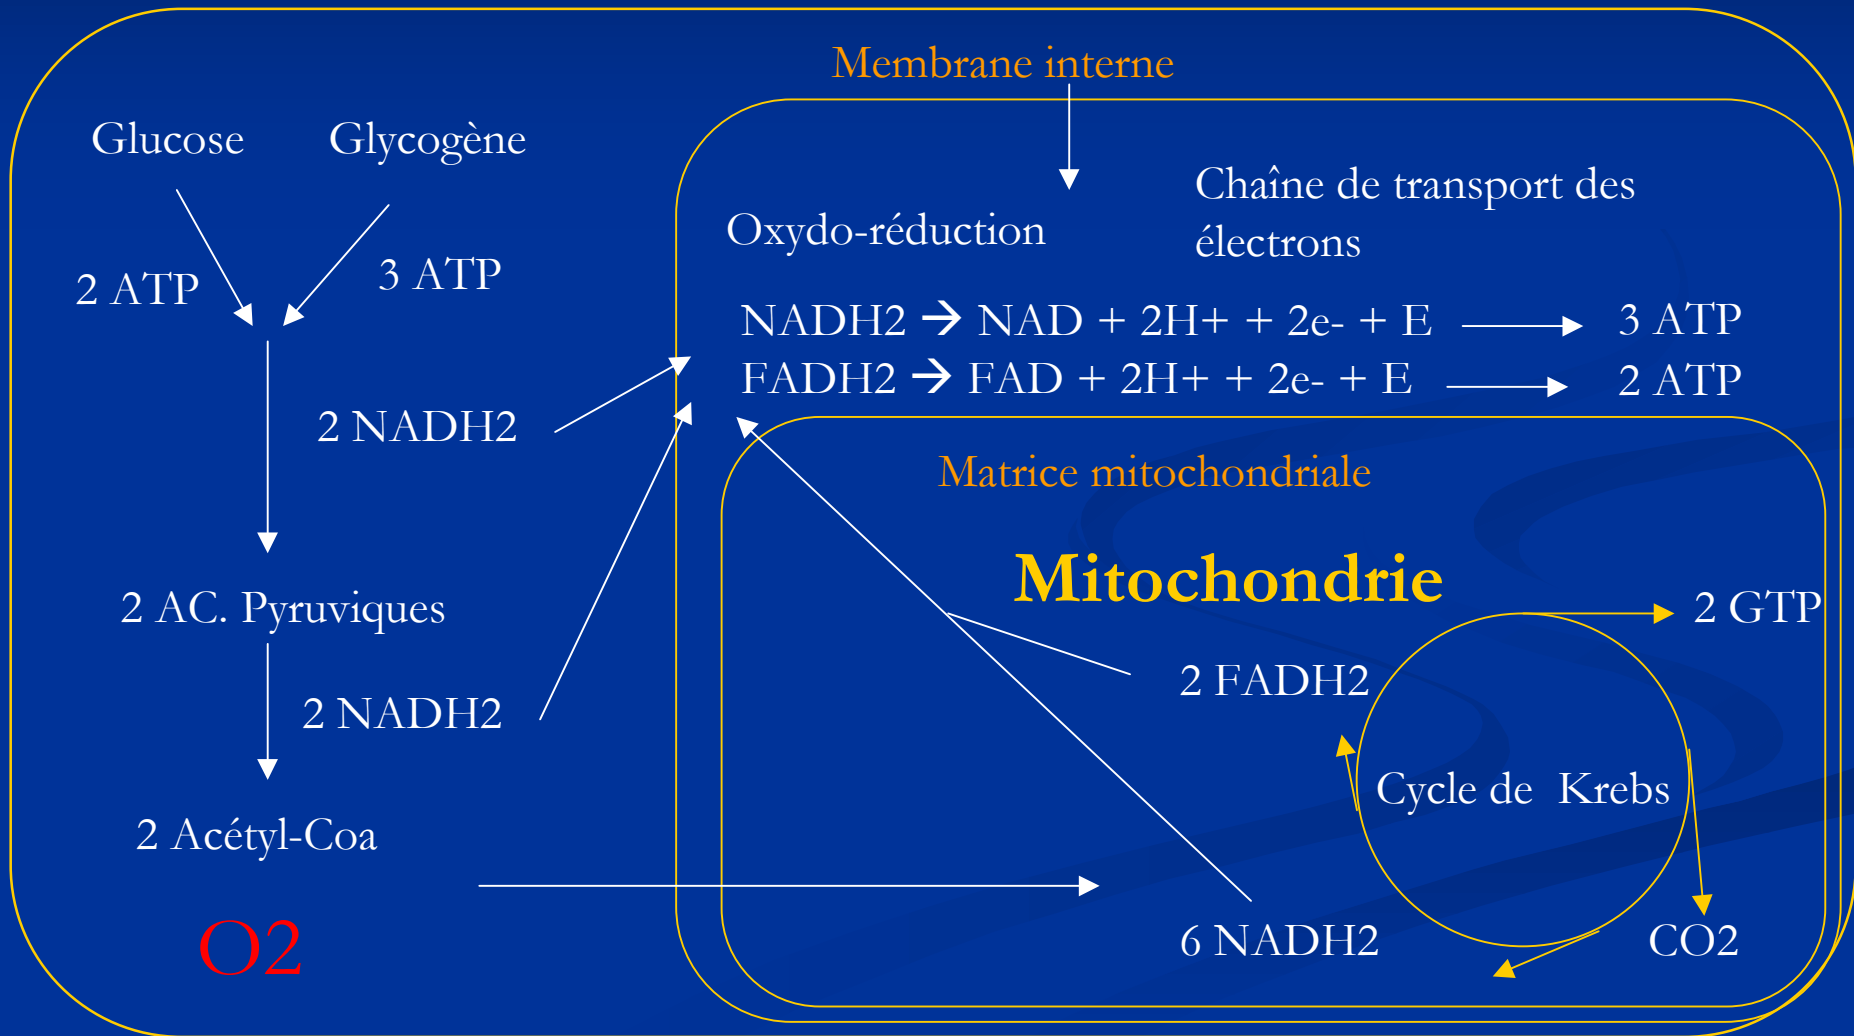 Membrane interne
Glucose
Glycogène
2 ATP
3 ATP
Oxydo-réduction
Chaîne de transport des
électrons
NADH2 → NAD + 2H+ + 2e- + E
3 ATP
FADH2 → FAD + 2H+ + 2e- + E
2 ATP
2 NADH2
Matrice mitochondriale
Mitochondrie
2 AC. Pyruviques
2 GTP
2 FADH2
2 NADH2
Cycle de  Krebs
2 Acétyl-Coa
O2
6 NADH2
CO2